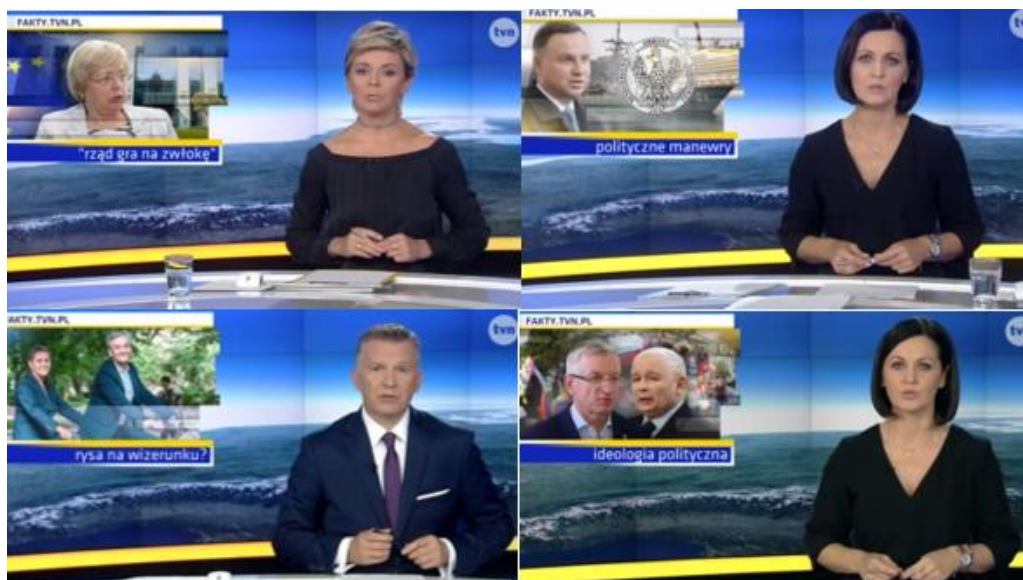 FAKTY.TVN.PL
tvn
"rząd gra na zwłokę"
FAKTY.TVN.PL
tvn
polityczne manewry
FAKTY.TVN.PL
tvn
rysa na wizerunku?
FAKTY.TVN.PL
tvn
ideologia polityczna